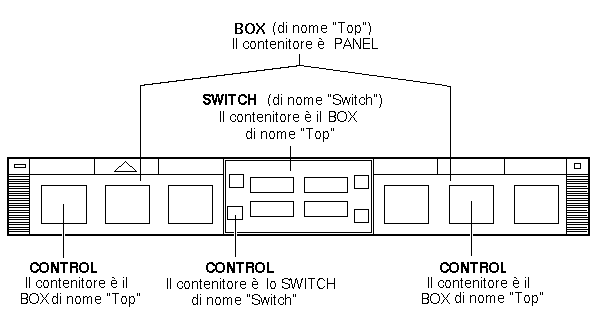 BOX (di nome "Top")
Il contenitore è PANEL
SWITCH (di nome "Switch")
Il contenitore è il BOX
di nome "Top"
CONTROL
Il contenitore è il
BOX di nome "Top"
CONTROL
Il contenitore è lo SWITCH
di nome "Switch"
CONTROL
Il contenitore è il
BOX di nome "Top"